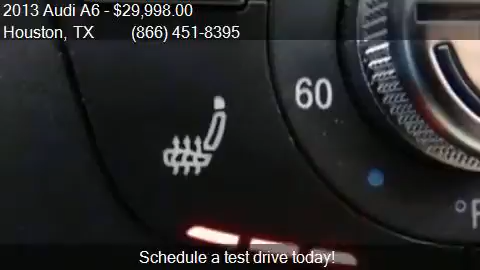 2013 Audi A6 - $29,998.00
Houston, TX (866) 451-8395
60
°F
Schedule a test drive today!